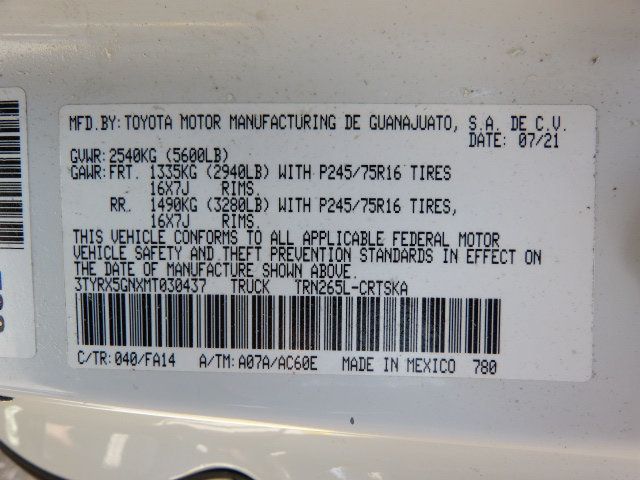 MFD.BY:TOYOTA MOTOR MANUFACTURING DE GUANAJUATO, S.A. DE C.V.
DATE: 07/21
GVWR:2540KG (5600LB)
GAWR:FRT. 1335KG (2940LB) WITH P245/75R16 TIRES
16X7J RIMS.
RR. 1490KG (3280LB) WITH P245/75R16 TIRES,
16X7J RIMS.
THIS VEHICLE CONFORMS TO ALL APPLICABLE FEDERAL MOTOR
VEHICLE SAFETY AND THEFT PREVENTION STANDARDS IN EFFECT ON
THE DATE OF MANUFACTURE SHOWN ABOVE.
3TYRX5GNXMT030437 TRUCK TRN265L-CRTSKA
C/TR: 040/FA14 A/TM: A07A/AC60E MADE IN MEXICO 780